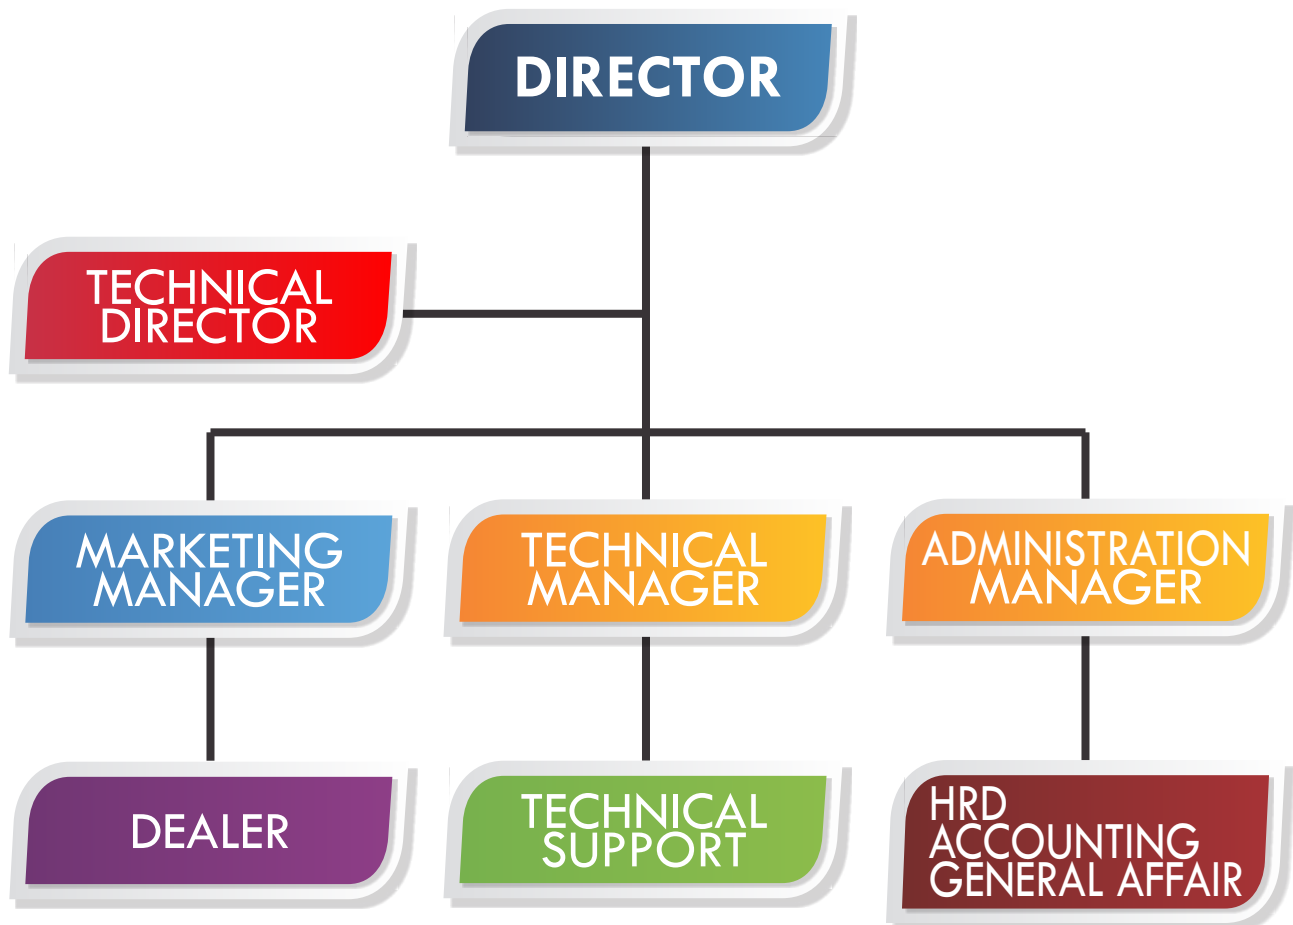 DIRECTOR
TECHNICAL
DIRECTOR
MARKETING
MANAGER
TECHNICAL
MANAGER
ADMINISTRATION
MANAGER
DEALER
TECHNICAL
SUPPORT
HRD
ACCOUNTING
GENERAL AFFAIR